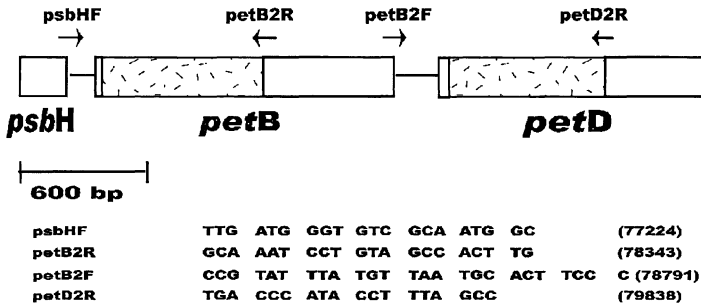 psbHF petB2R petB2F petD2R
psbH petB petD
600 bp
psbHF TTG ATG GGT GTC GCA ATG GC (77224)
petB2R GCA AAT CCT GTA GCC ACT TG (78343)
petB2F CCG TAT TTA TGT TAA TGC ACT TCC C (78791)
petD2R TGA CCC ATA CCT TTA GCC (79838)